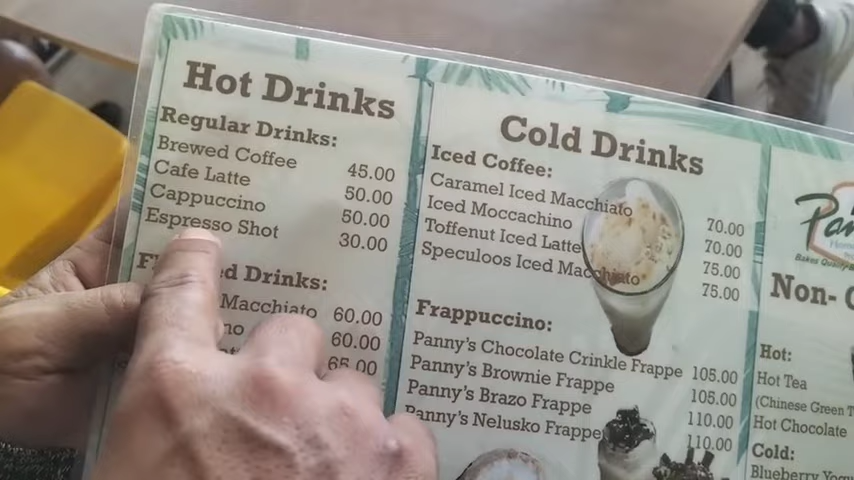 Hot Drinks
Regular Drinks:
Brewed Coffee 45.00
Cafe Latte 50.00
Cappuccino 50.00
Espresso Shot 30.00
Drinks:
Macchiato 60.00
60.00
65.00
Cold Drinks
Iced Coffee:
Caramel Iced Macchiato 70.00
Iced Moccachino 70.00
Toffenut Iced Latte 75.00
Speculoos Iced Macchiato 75.00
Frappuccino:
Panny's Chocolate Crinkle Frappe 105.00
Panny's Brownie Frappe 105.00
Panny's Brazo Frappe 110.00
Panny's Nelusko Frappe 110.00
Non-
Hot:
Hot Tea
(Chinese Green
Hot Chocolate
Cold:
Blueberry